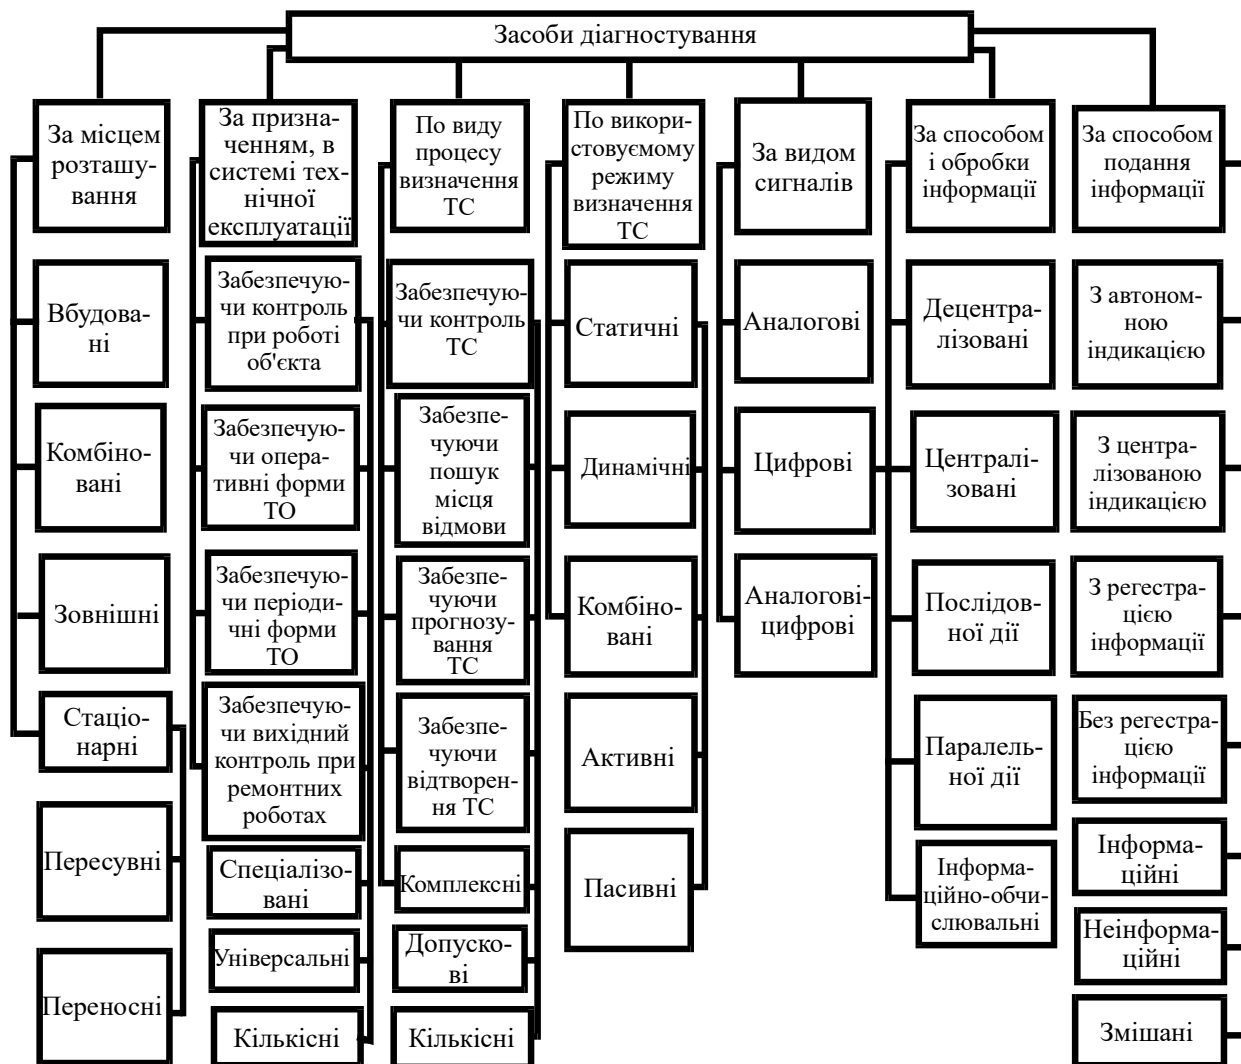 Засоби діагностування
За місцем
розташу-
вання
Вбудова-
ні
Комбіно-
вані
Зовнішні
Стаціо-
нарні
Пересувні
Переносні
За призна-
ченням, в
системі тех-
нічної
експлуатації
Забезпечую-
чи контроль
при роботі
об'єкта
Забезпечую-
чи опера-
тивні форми
ТО
Забезпечую-
чи періоди-
чні форми
ТО
Забезпечую-
чи вихідний
контроль при
ремонтних
роботах
Спеціалізо-
вані
Універсальні
Кількісні
По виду
процесу
визначення
ТС
Забезпечую-
чи контроль
ТС
Забезпе-
чуючи
пошук
місця
відмови
Забезпе-
чуючи
прогнозу-
вання ТС
Забезпе-
чуючи
відтворен-
ня ТС
Комплексні
Допуско-
ві
Кількісні
По викори-
стовуємому
режиму
визначення
ТС
Статичні
Динамічні
Комбіно-
вані
Активні
Пасивні
За видом
сигналів
Аналогові
Цифрові
Аналогові-
цифрові
За способом
і обробки
інформації
Децентра-
лізовані
Централі-
зовані
Послідов-
ної дії
Паралель-
ної дії
Інформа-
ційно-обчи-
слювальні
За способом
подання
інформації
З автоном-
ною
індикацією
З центра-
лізованою
індикацією
З регестра-
цією
інформації
Без регестра-
цією
інформації
Інформа-
ційні
Неінформа-
ційні
Змішані